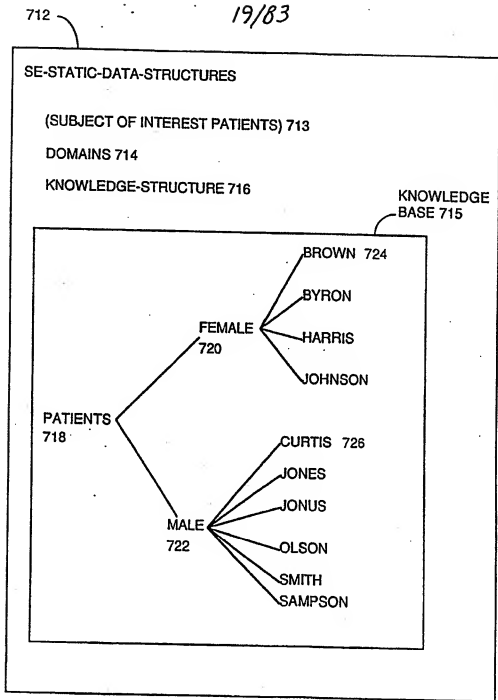 19/83
712
SE-STATIC-DATA-STRUCTURES
(SUBJECT OF INTEREST PATIENTS) 713
DOMAINS 714
KNOWLEDGE-STRUCTURE 716
KNOWLEDGE
BASE 715
BROWN 724
BYRON
FEMALE
720
HARRIS
JOHNSON
PATIENTS
718
CURTIS 726
JONES
JONUS
MALE
722
OLSON
SMITH
SAMPSON